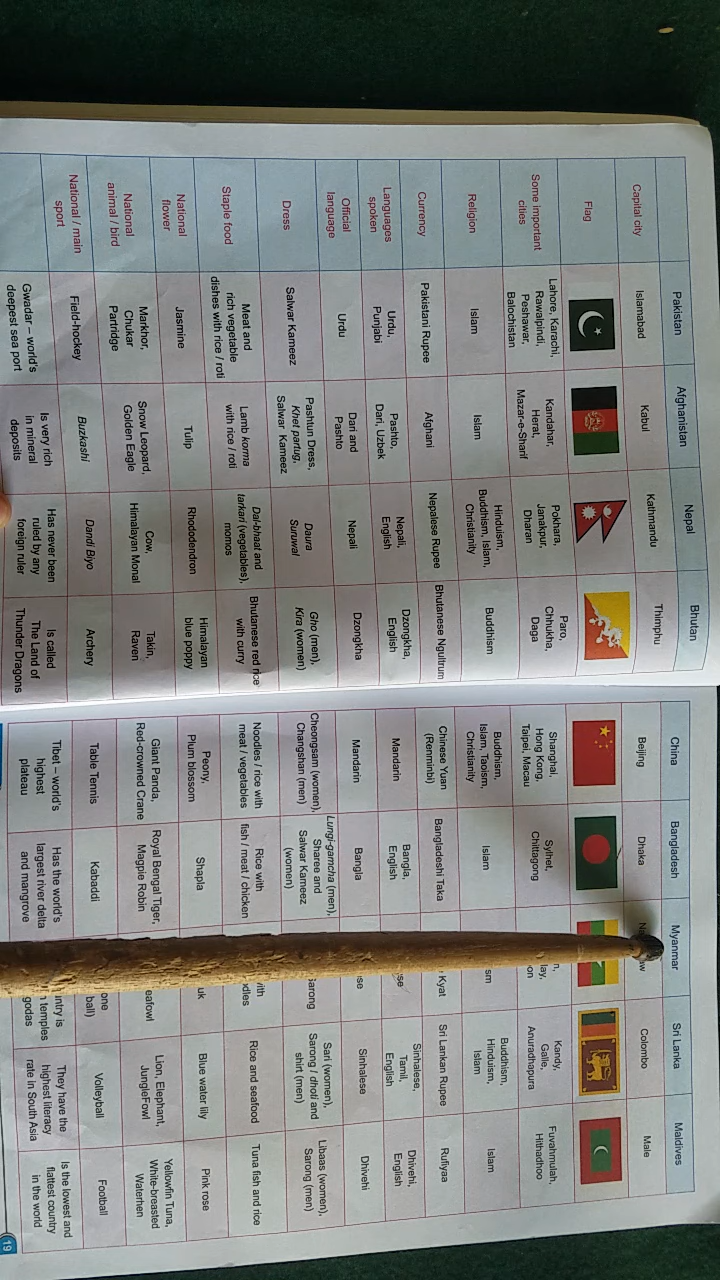 Pakistan Afghanistan Nepal Bhutan China Bangladesh Myanmar Sri Lanka Maldives
Capital city Islamabad Kabul Kathmandu Thimphu Beijing Dhaka Colombo Male
Flag
Some important
cities
Lahore, Karachi,
Rawalpindi,
Peshawar,
Balochistan
Kandahar,
Herat,
Mazar-e-Sharif
Pokhara,
Janakpur,
Dharan
Paro,
Chhukha,
Daga
Shanghai,
Hong Kong,
Taipei, Macau
Sylhet,
Chittagong
Kandy,
Galle,
Anuradhapura
Fuvahmulah,
Hithadhoo
Religion
Islam
Islam
Hinduism,
Buddhism, Islam,
Christianity
Buddhism
Buddhism,
Islam, Taoism,
Christianity
Islam
Buddhism,
Hinduism,
Islam
Islam
Currency
Pakistani Rupee
Afghani
Nepalese Rupee
Bhutanese Ngultrum
Chinese Yuan
(Renminbi)
Bangladeshi Taka
Kyat
Sri Lankan Rupee
Rufiyaa
Languages
spoken
Urdu,
Punjabi
Pashto,
Dari, Uzbek
Nepali,
English
Dzongkha,
English
Mandarin
Bangla,
English
Sinhalese,
Tamil,
English
Dhivehi,
English
Official
language
Urdu
Dari and
Pashto
Nepali
Dzongkha
Mandarin
Bangla
Sinhalese
Dhivehi
Dress
Salwar Kameez
Pashtun Dress,
Khet partug,
Salwar Kameez
Daura
Suruwal
Gho (men),
Kira (women)
Cheongsam (women),
Changshan (men)
Lungi-gamcha (men),
Sharee and
Salwar Kameez
(women)
Sari (women),
Sarong / dhoti and
shirt (men)
Libaas (women),
Sarong (men)
Staple food
Meat and
rich vegetable
dishes with rice / roti
Lamb korma
with rice / roti
Dal-bhaat and
tarkari (vegetables),
momos
Bhutanese red rice
with curry
Noodles / rice with
meat / vegetables
Rice with
fish / meat / chicken
Rice and seafood
Tuna fish and rice
National
flower
Jasmine
Tulip
Rhododendron
Himalayan
blue poppy
Peony,
Plum blossom
Shapla
Blue water lily
Pink rose
National
animal / bird
Markhor,
Chukar
Partridge
Snow Leopard,
Golden Eagle
Cow,
Himalayan Monal
Takin,
Raven
Giant Panda,
Red-crowned Crane
Royal Bengal Tiger,
Magpie Robin
Lion, Elephant,
JungleFowl
Yellowfin Tuna,
White-breasted
Waterhen
National / main
sport
Field-hockey
Buzkashi
Dandi Biyo
Archery
Table Tennis
Kabaddi
ball)
Volleyball
Football
Gwadar – world's
deepest sea port
Is very rich
in mineral
deposits
Has never been
ruled by any
foreign ruler
Is called
The Land of
Thunder Dragons
Tibet – world's
highest
plateau
Has the world's
largest river delta
and mangrove
is
temples
They have the
highest literacy
rate in South Asia
Is the lowest and
flattest country
in the world
19